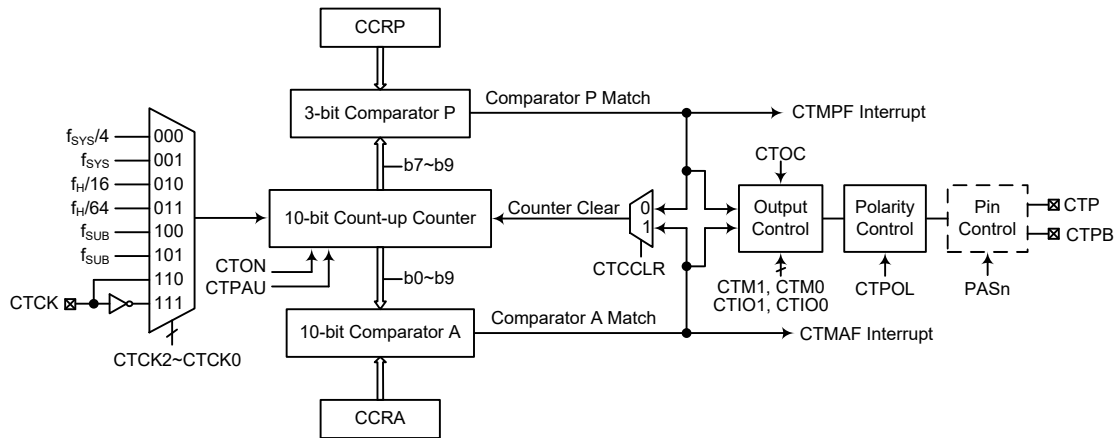 CCRP
3-bit Comparator P
Comparator P Match
CTMPF Interrupt
b7~b9
fSYS/4
000
fSYS
001
fH/16
010
fH/64
011
fSUB
100
fSUB
101
110
CTCK
111
CTCK2~CTCK0
10-bit Count-up Counter
CTON
CTPAU
Counter Clear
0
1
CTCCLR
CTOC
Output
Control
CTM1, CTM0
CTIO1, CTIO0
Polarity
Control
CTPOL
Pin
Control
PASn
CTP
CTPB
b0~b9
10-bit Comparator A
Comparator A Match
CTMAF Interrupt
CCRA